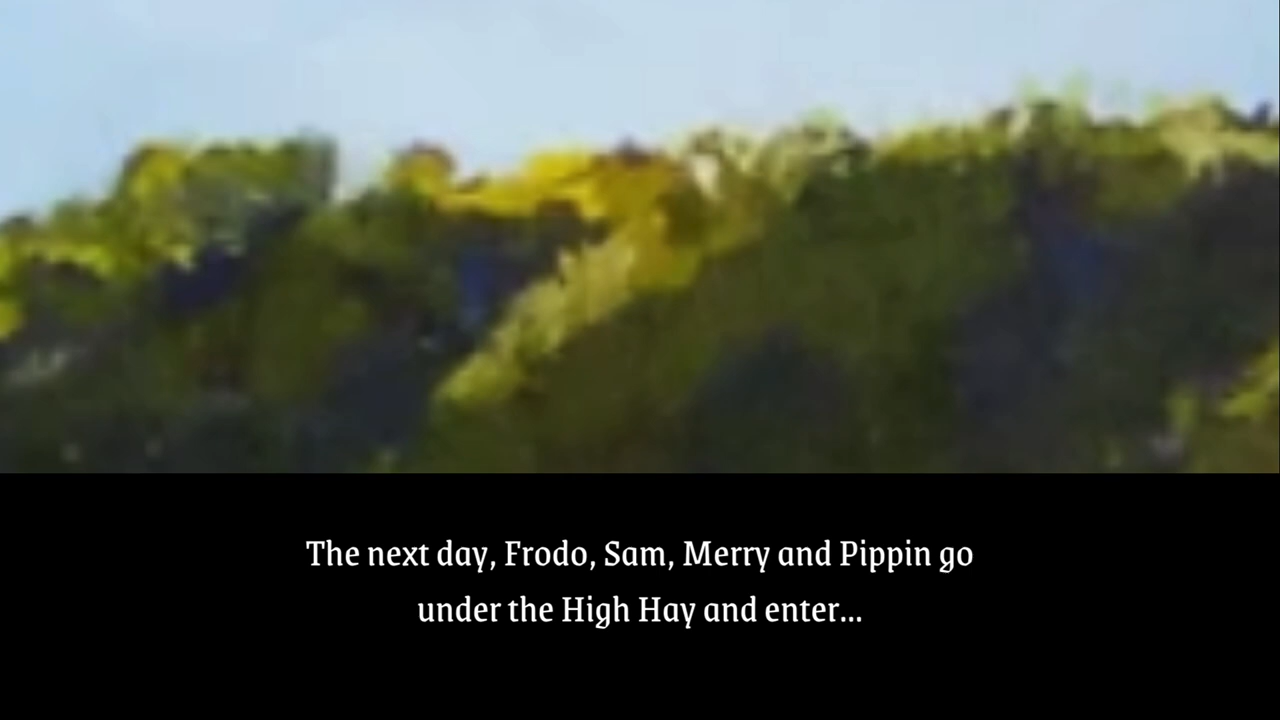 The next day, Frodo, Sam, Merry and Pippin go
under the High Hay and enter...